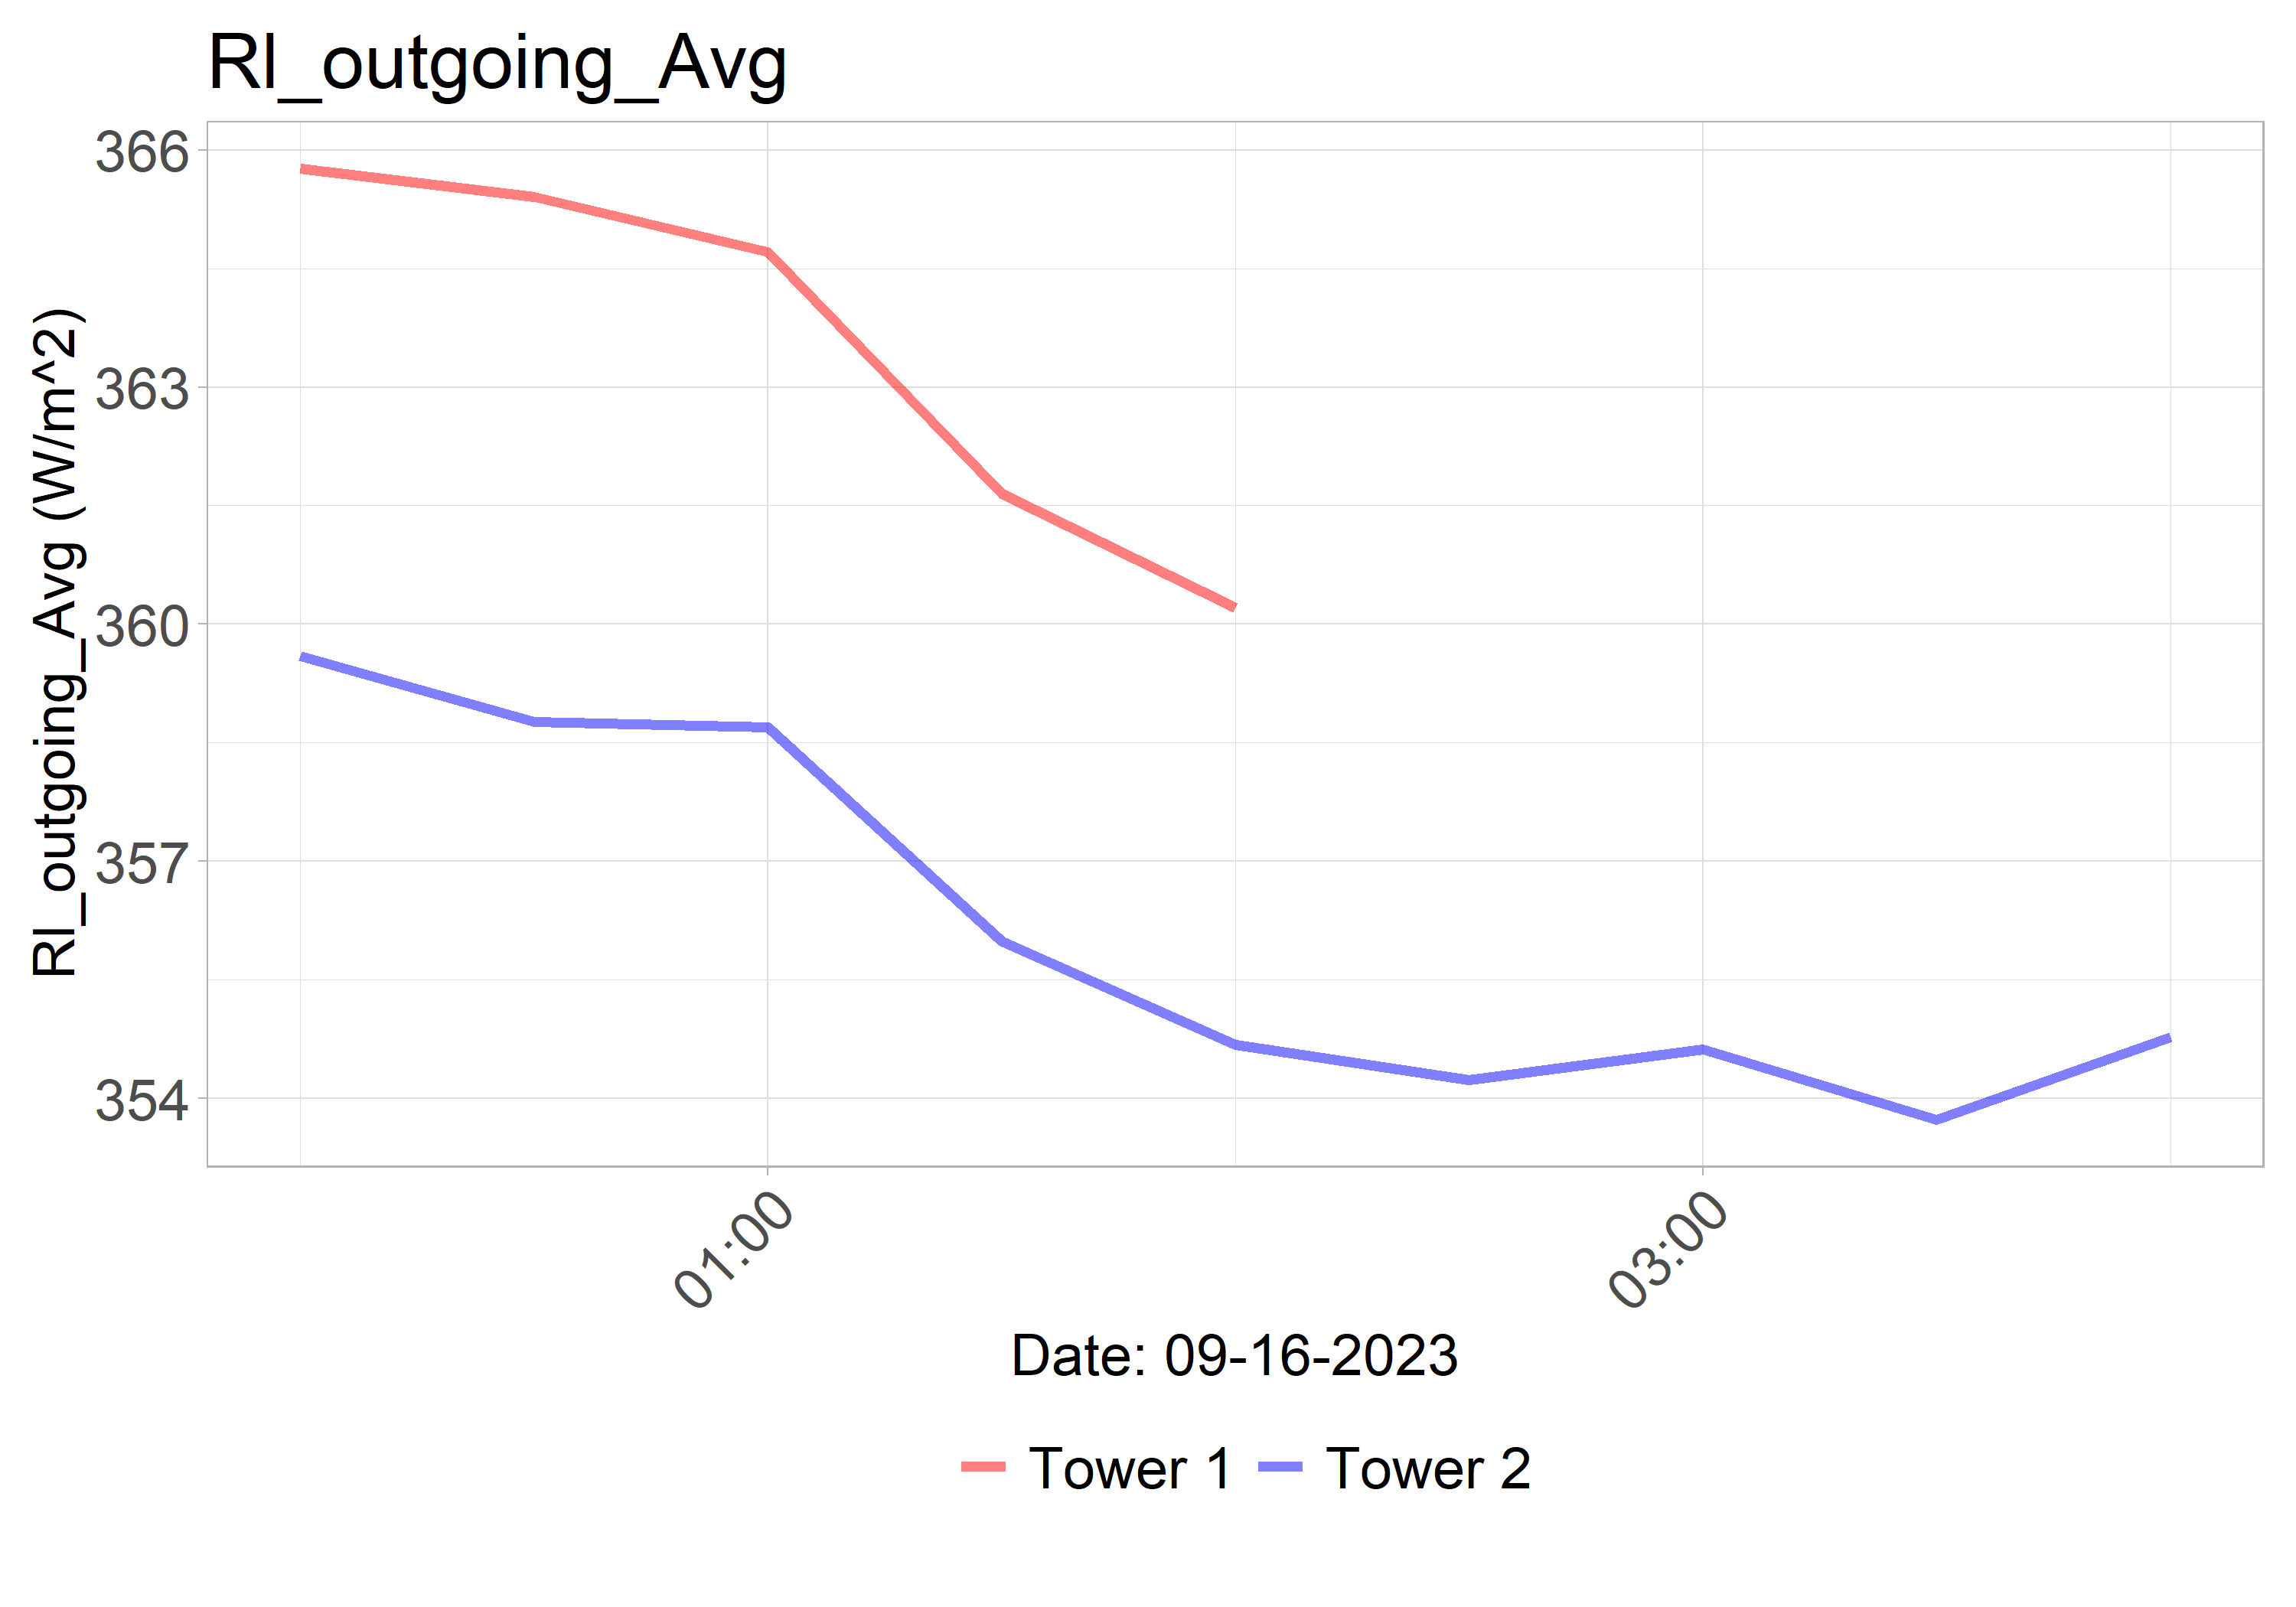 Rl_outgoing_Avg
Rl_outgoing_Avg (W/m^2)
366
363
360
357
354
01:00
03:00
Date: 09-16-2023
Tower 1
Tower 2